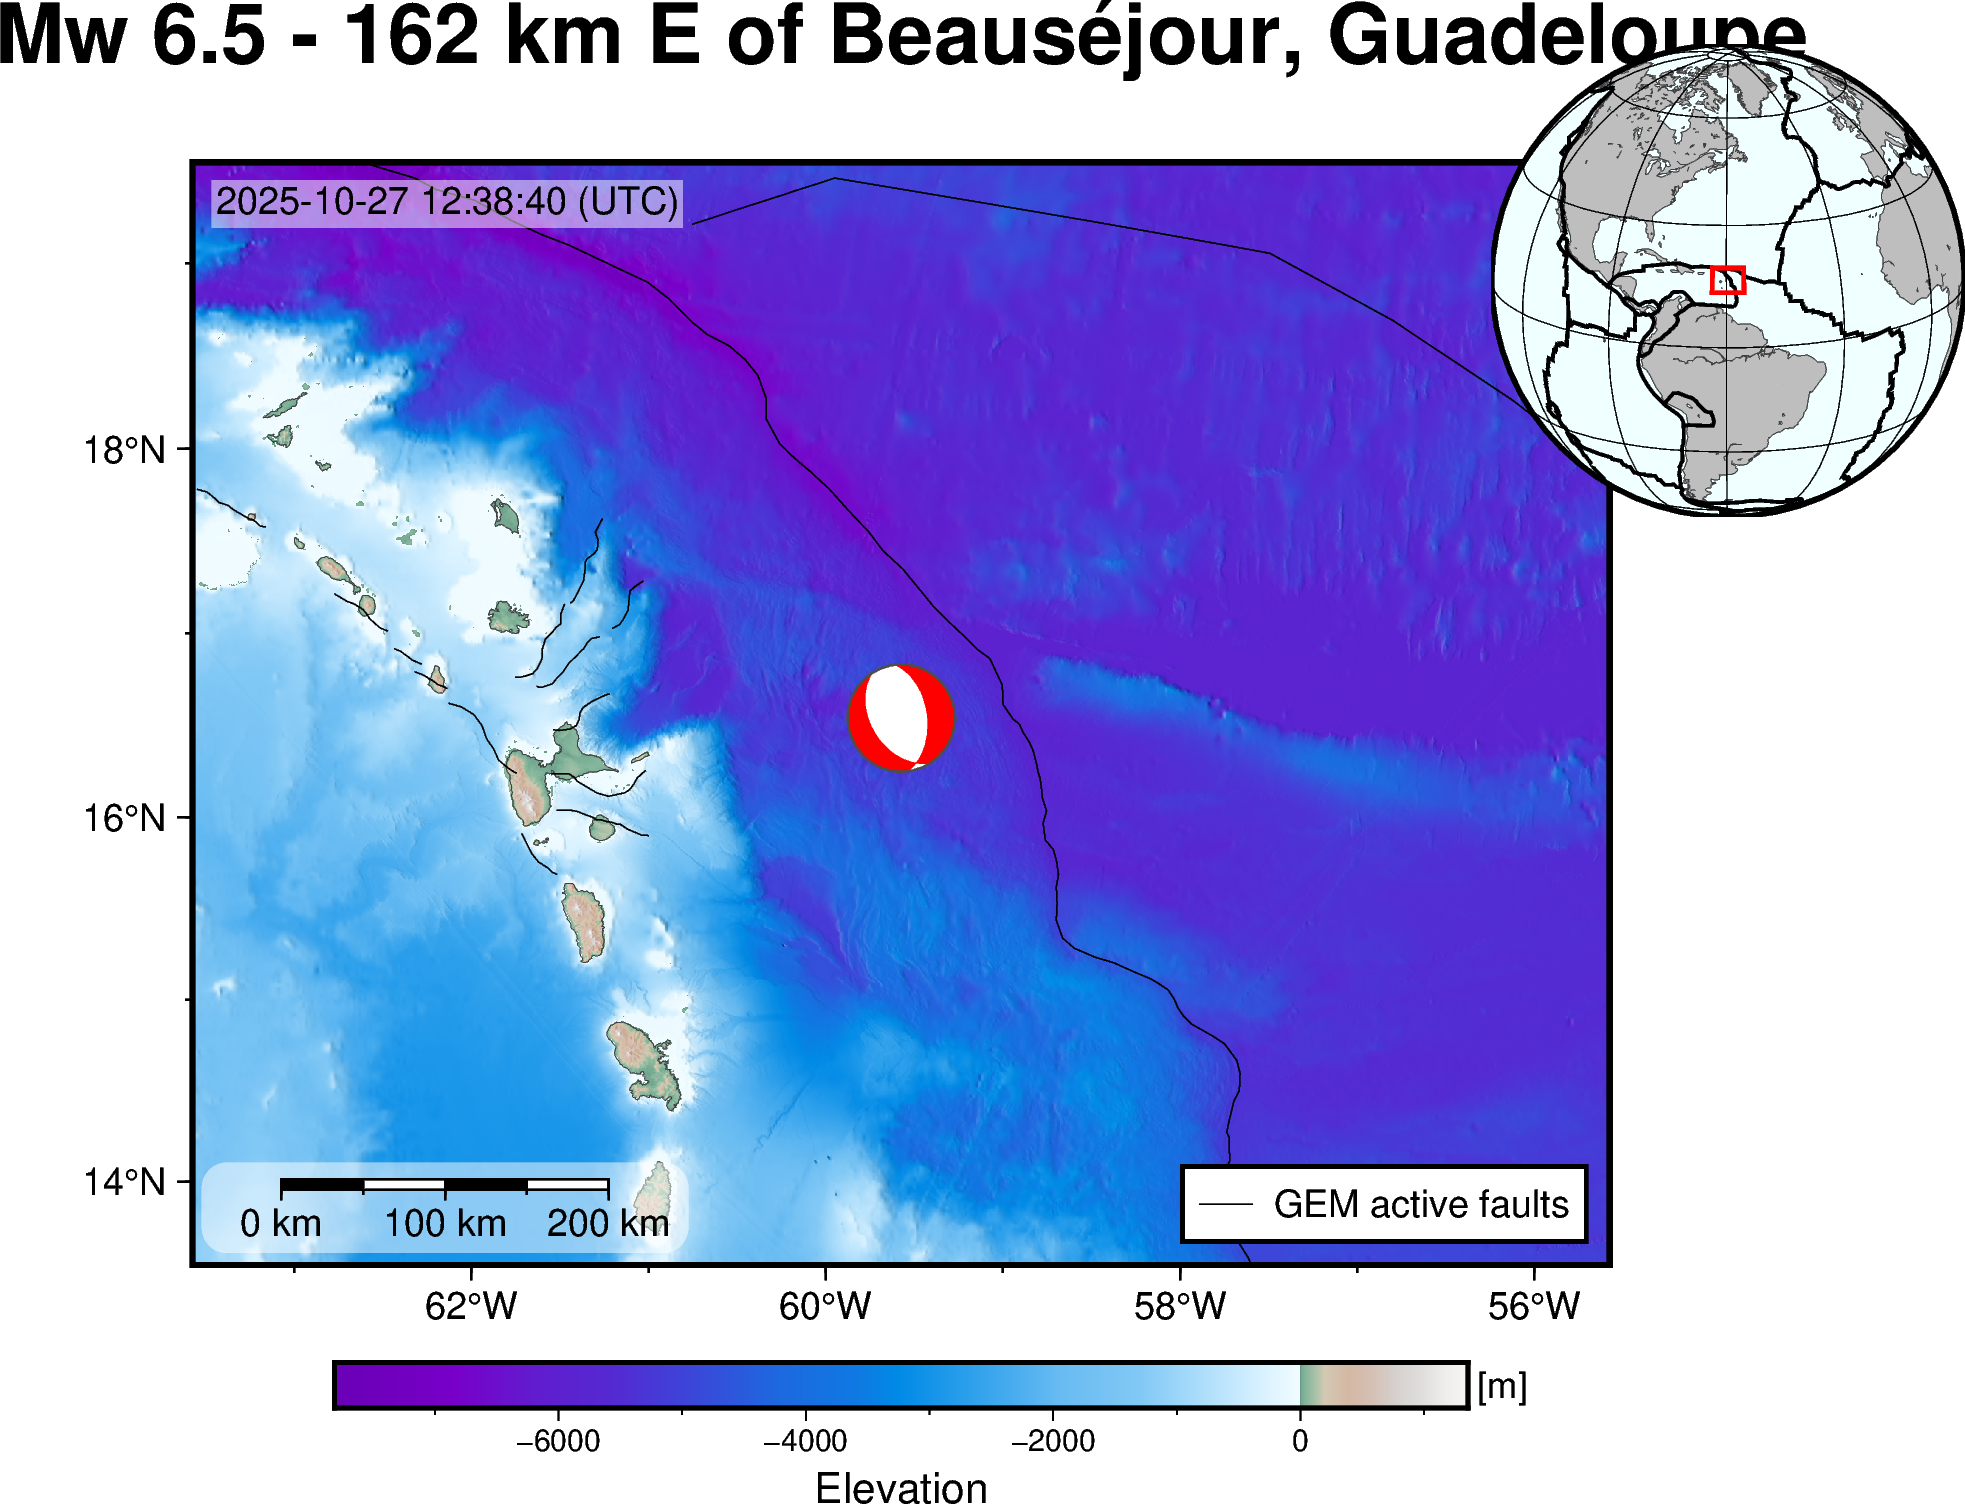 Mw 6.5 - 162 km E of Beauséjour, Guadeloupe
2025-10-27 12:38:40 (UTC)
18°N
16°N
14°N
0 km 100 km 200 km
GEM active faults
62°W 60°W 58°W 56°W
[m]
−6000 −4000 −2000 0
Elevation